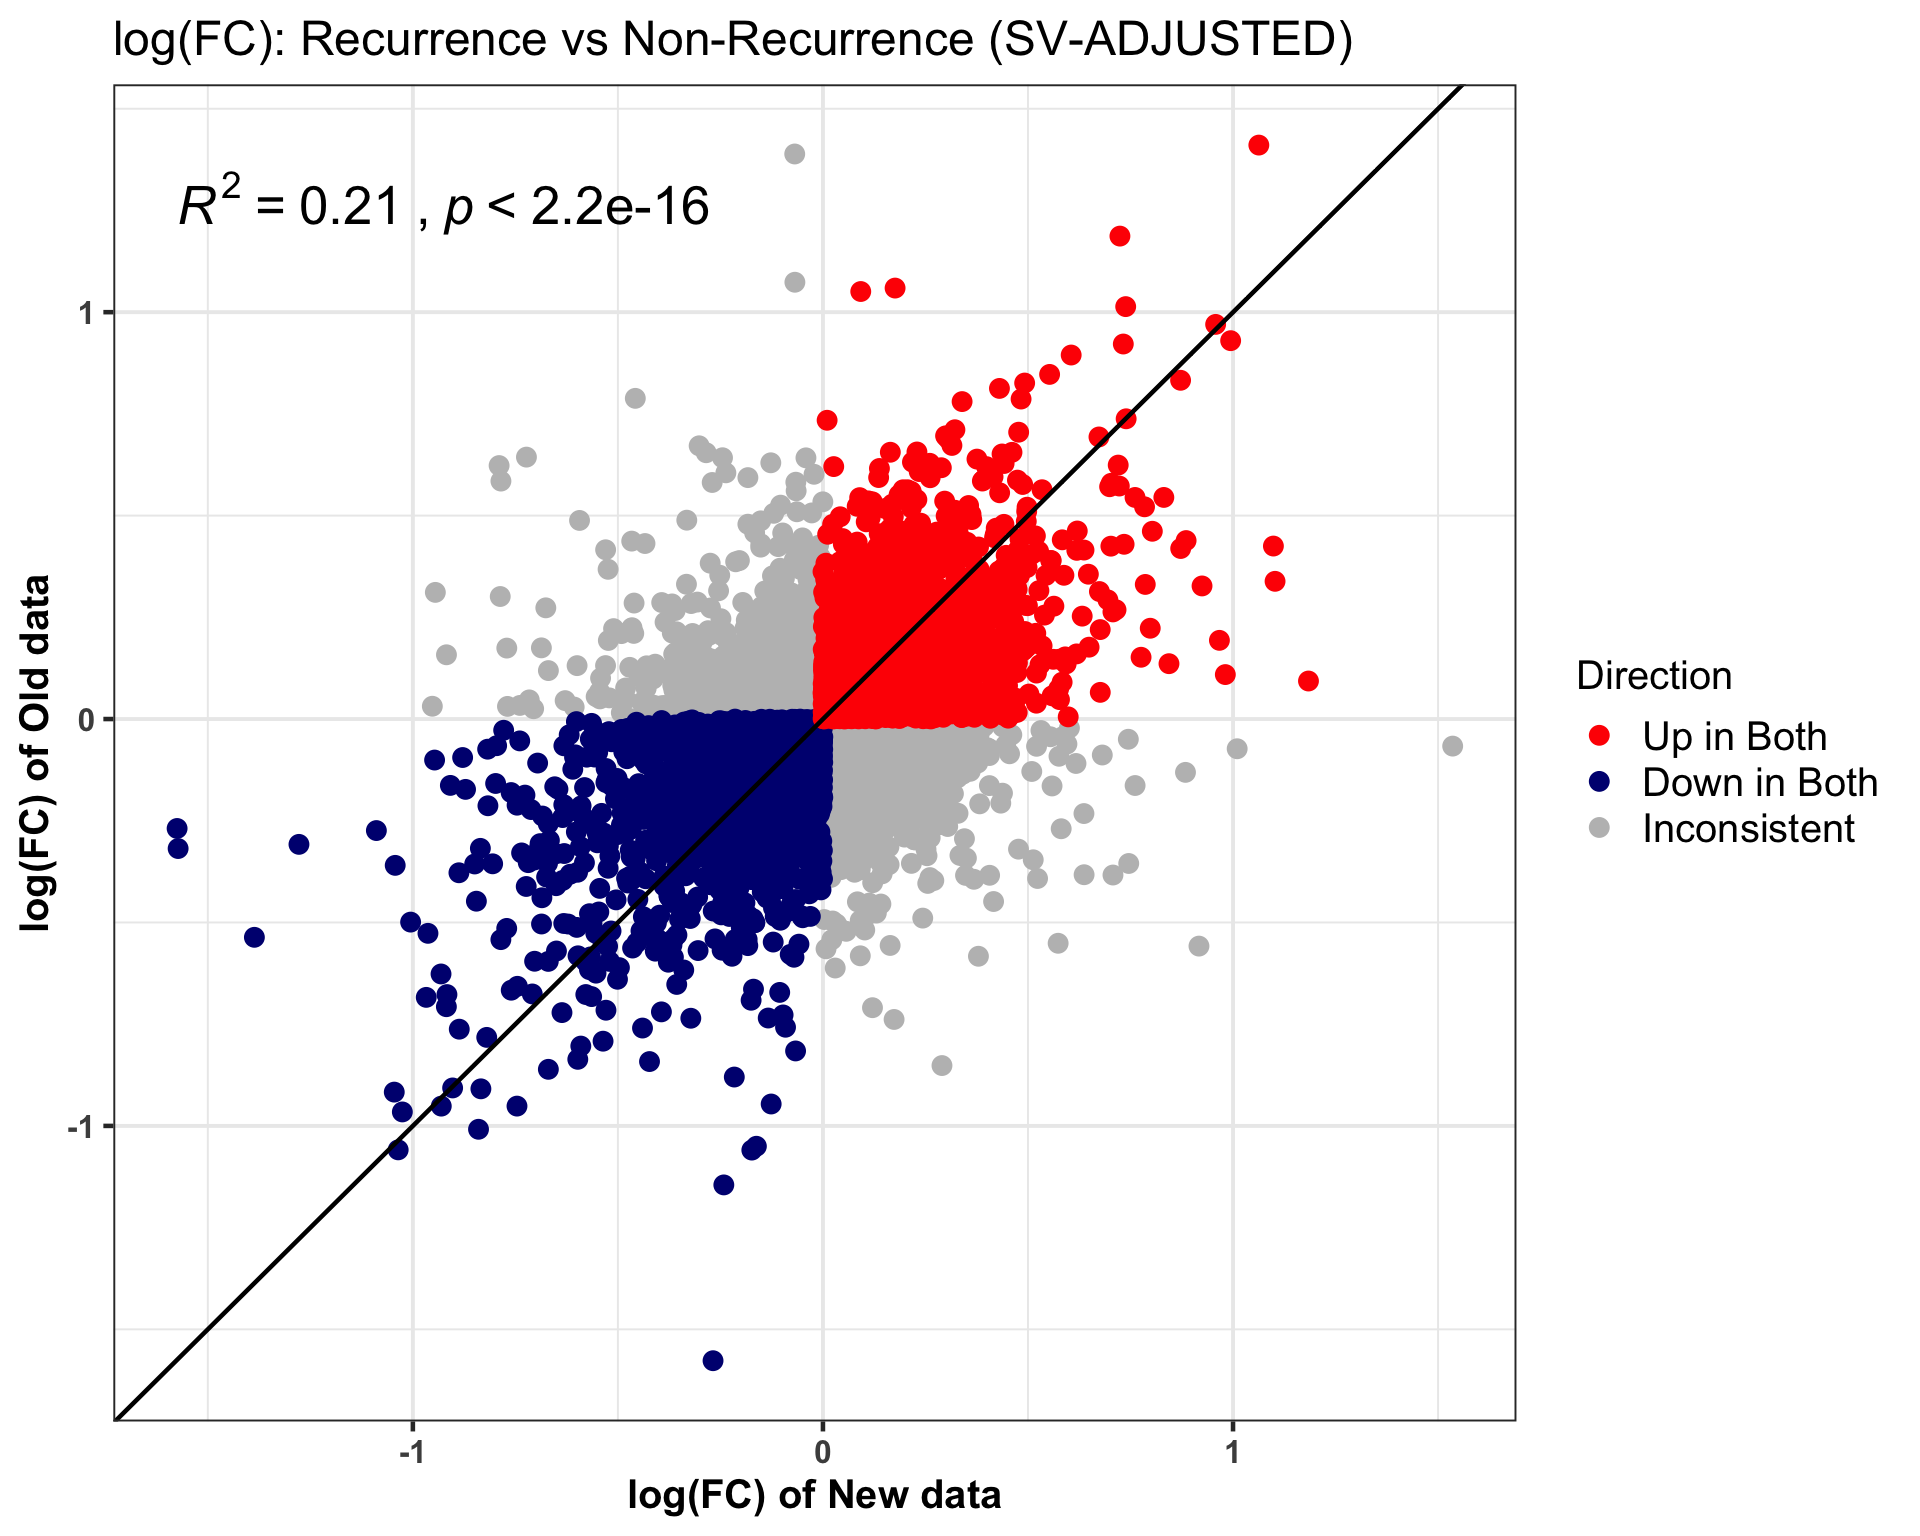 log(FC): Recurrence vs Non-Recurrence (SV-ADJUSTED)
R² = 0.21 , p < 2.2e-16
1
0
-1
log(FC) of Old data
-1
0
1
log(FC) of New data
Direction
Up in Both
Down in Both
Inconsistent